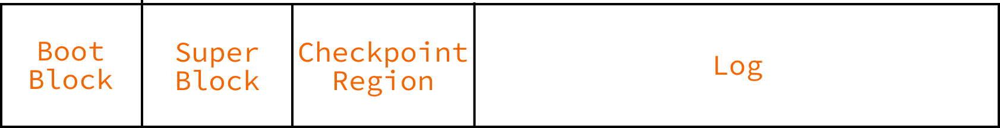 Boot
Block
Super
Block
Checkpoint
Region
Log